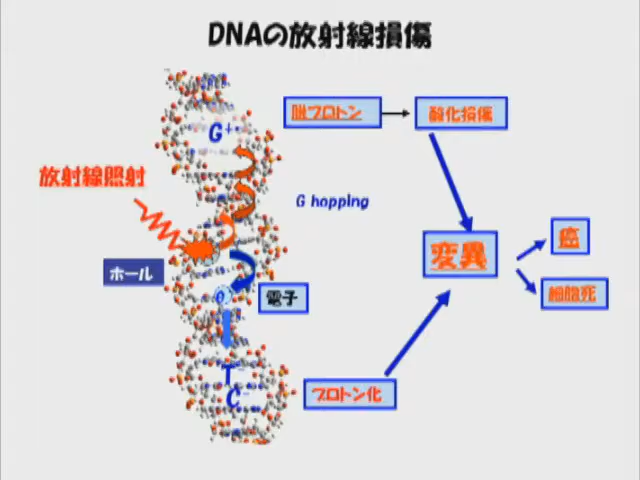 DNAの放射線損傷
脱プロトン
酸化損傷
G+・
放射線照射
G hopping
変異
癌
ホール
e-
電子
細胞死
T-
C-
プロトン化